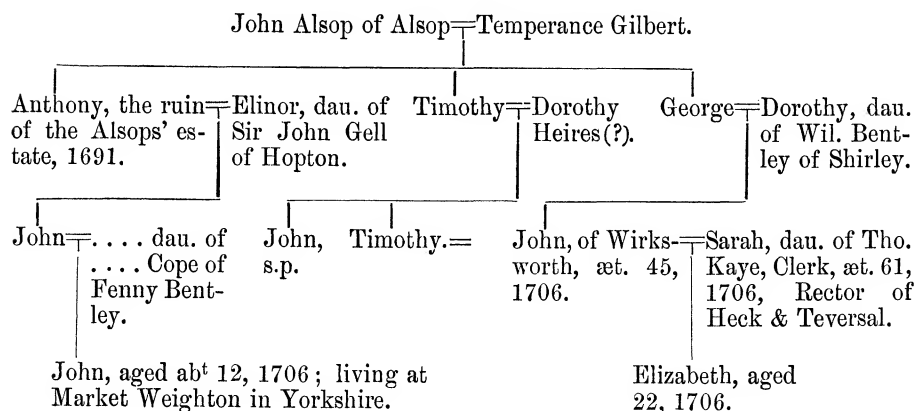 John Alsop of Alsop=Temperance Gilbert.
Anthony, the ruin=Elinor, dau. of
of the Alsops' es- Sir John Gell
tate, 1691. of Hopton.
Timothy=Dorothy
Heires(?).
George=Dorothy, dau.
of Wil. Bent-
ley of Shirley.
John=. . . . dau. of
. . . . Cope of
Fenny Bent-
ley.
John,
s.p.
Timothy.=
John, of Wirks-=Sarah, dau. of Tho.
worth, æt. 45, Kaye, Clerk, æt. 61,
1706. 1706, Rector of
Heck & Teversal.
John, aged abᵗ 12, 1706 ; living at
Market Weighton in Yorkshire.
Elizabeth, aged
22, 1706.